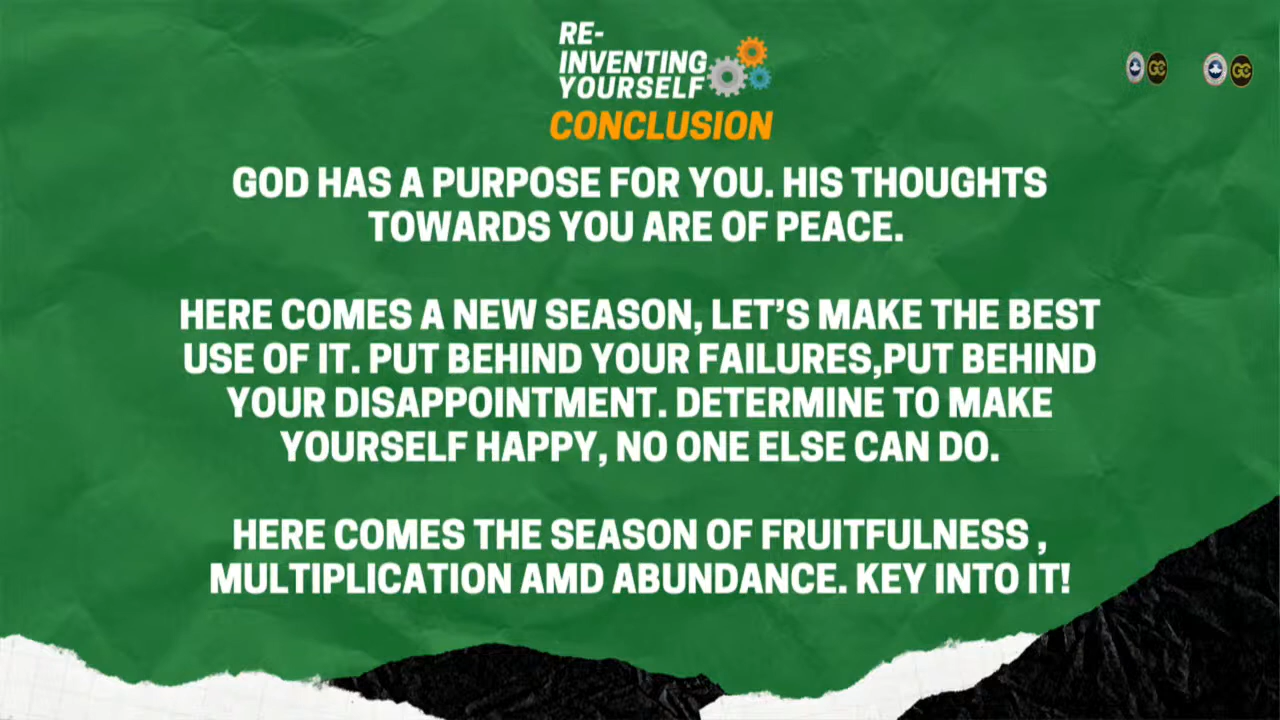 RE-
INVENTING
YOURSELF
CONCLUSION
GOD HAS A PURPOSE FOR YOU. HIS THOUGHTS
TOWARDS YOU ARE OF PEACE.
HERE COMES A NEW SEASON, LET'S MAKE THE BEST
USE OF IT. PUT BEHIND YOUR FAILURES,PUT BEHIND
YOUR DISAPPOINTMENT. DETERMINE TO MAKE
YOURSELF HAPPY, NO ONE ELSE CAN DO.
HERE COMES THE SEASON OF FRUITFULNESS ,
MULTIPLICATION AMD ABUNDANCE. KEY INTO IT!